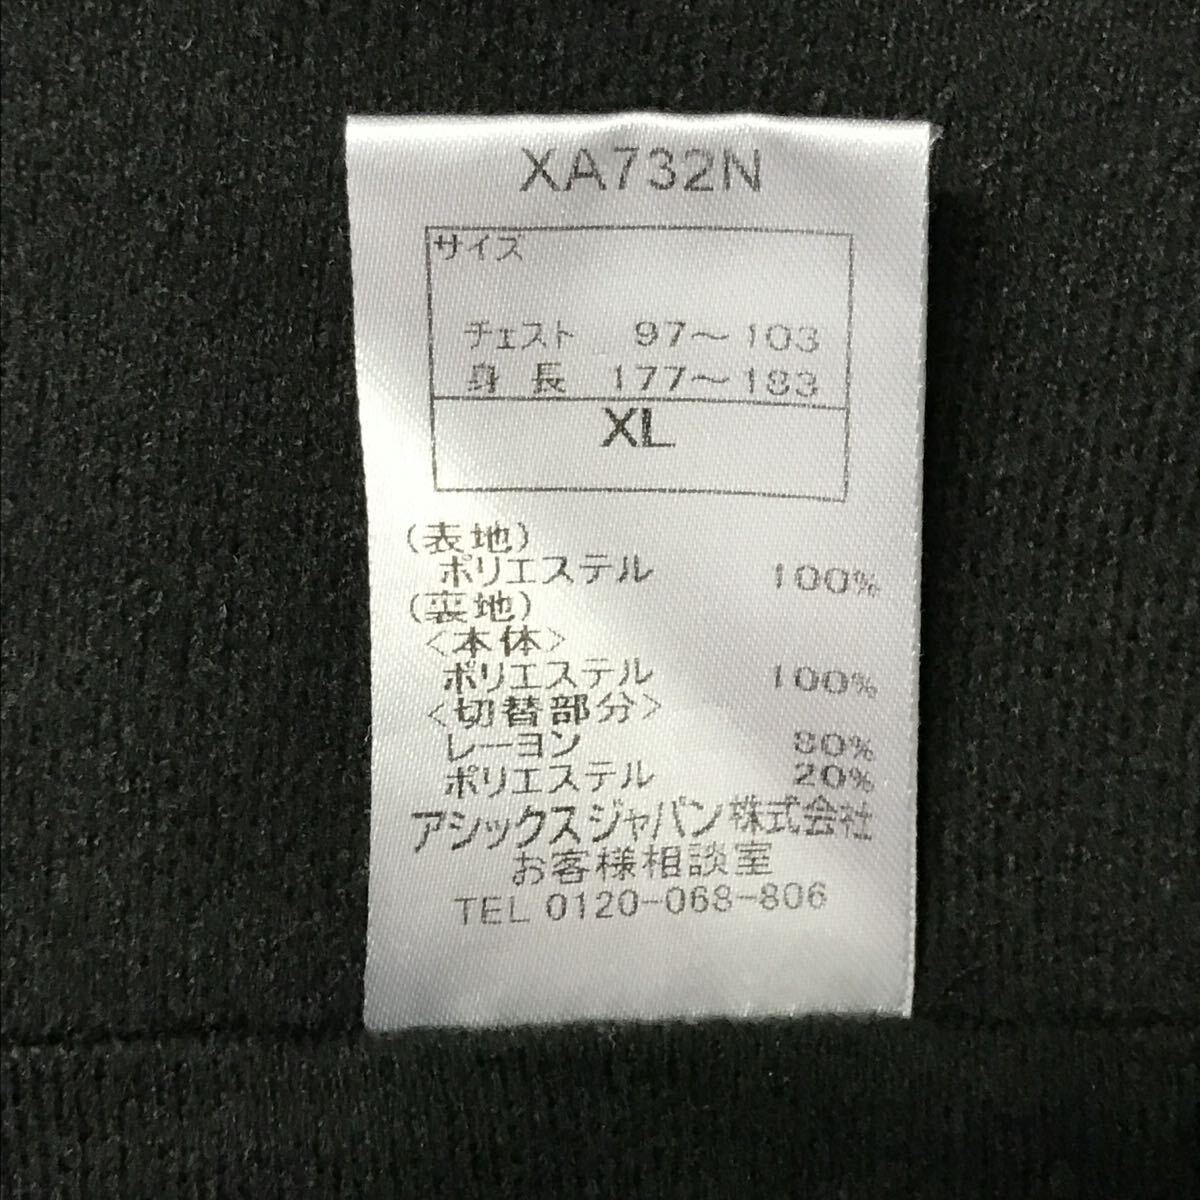 XA732N
サイズ
チェスト 97〜103
身長 177〜183
XL
(表地)
ポリエステル 100%
(裏地)
<本体>
ポリエステル 100%
<切替部分>
レーヨン 80%
ポリエステル 20%
アシックスジャパン株式会社
お客様相談室
TEL 0120-068-806